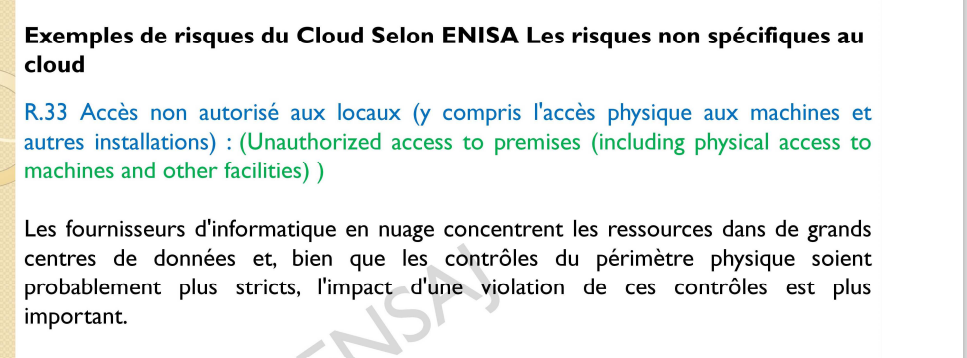 Exemples de risques du Cloud Selon ENISA Les risques non spécifiques au
cloud
R.33 Accès non autorisé aux locaux (y compris l'accès physique aux machines et
autres installations) : (Unauthorized access to premises (including physical access to
machines and other facilities) )
Les fournisseurs d'informatique en nuage concentrent les ressources dans de grands
centres de données et, bien que les contrôles du périmètre physique soient
probablement plus stricts, l'impact d'une violation de ces contrôles est plus
important.
ENSAJ